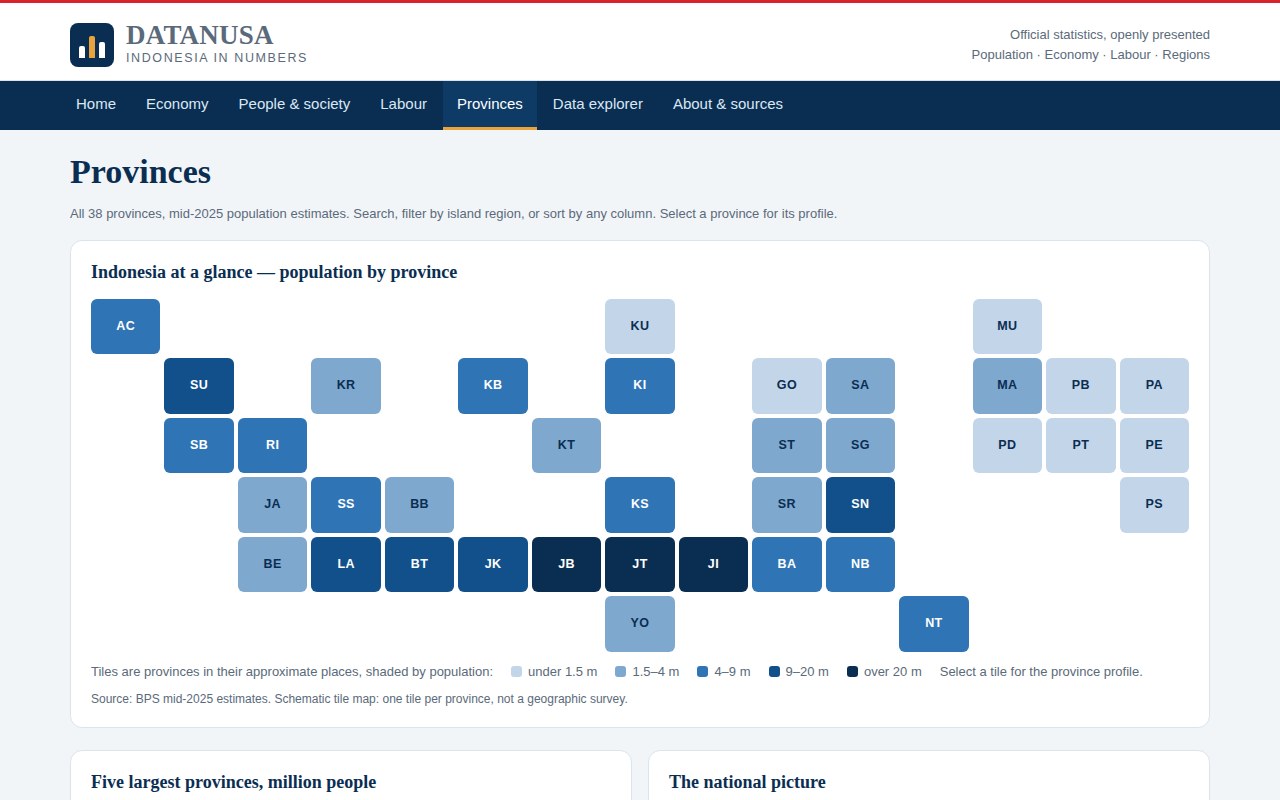 DATANUSA
INDONESIA IN NUMBERS
Official statistics, openly presented
Population · Economy · Labour · Regions
Home Economy People & society Labour Provinces Data explorer About & sources
Provinces
All 38 provinces, mid-2025 population estimates. Search, filter by island region, or sort by any column. Select a province for its profile.
Indonesia at a glance — population by province
AC KU MU
SU KR KB KI GO SA MA PB PA
SB RI KT ST SG PD PT PE
JA SS BB KS SR SN PS
BE LA BT JK JB JT JI BA NB
YO NT
Tiles are provinces in their approximate places, shaded by population: under 1.5 m 1.5–4 m 4–9 m 9–20 m over 20 m Select a tile for the province profile.
Source: BPS mid-2025 estimates. Schematic tile map: one tile per province, not a geographic survey.
Five largest provinces, million people
The national picture